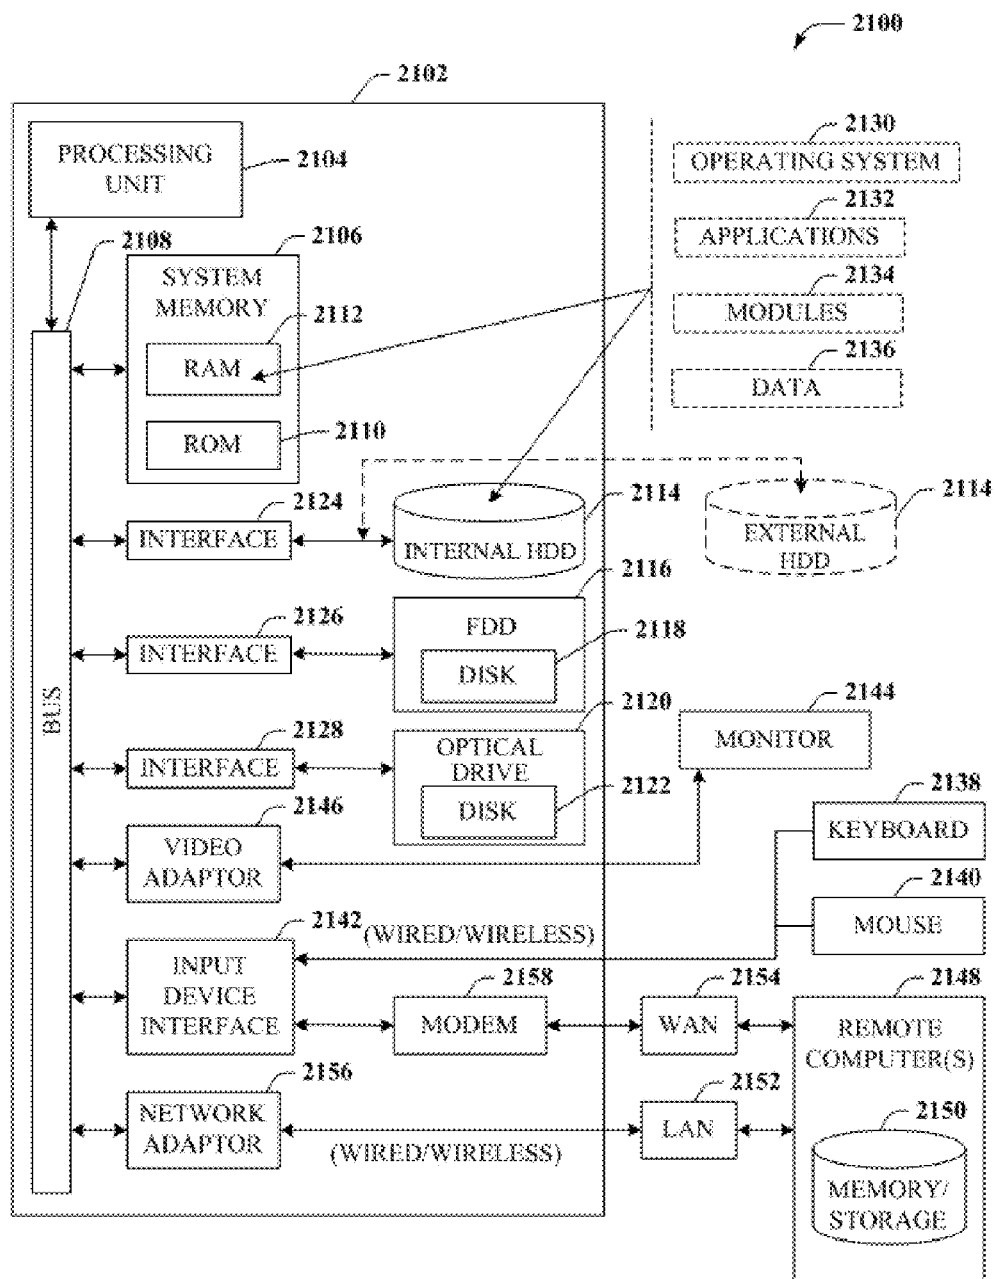 2100
2102
PROCESSING
UNIT
2104
2130
OPERATING SYSTEM
2132
APPLICATIONS
2134
MODULES
2136
DATA
2108
2106
SYSTEM
MEMORY
2112
RAM
2110
ROM
2124
INTERFACE
2114
INTERNAL HDD
2114
EXTERNAL
HDD
2126
INTERFACE
2116
FDD
2118
DISK
BUS
2128
INTERFACE
2120
OPTICAL
DRIVE
2122
DISK
2144
MONITOR
2146
VIDEO
ADAPTOR
2138
KEYBOARD
2140
MOUSE
2142
(WIRED/WIRELESS)
INPUT
DEVICE
INTERFACE
2158
MODEM
2154
WAN
2148
REMOTE
COMPUTER(S)
2156
NETWORK
ADAPTOR
(WIRED/WIRELESS)
2152
LAN
2150
MEMORY/
STORAGE